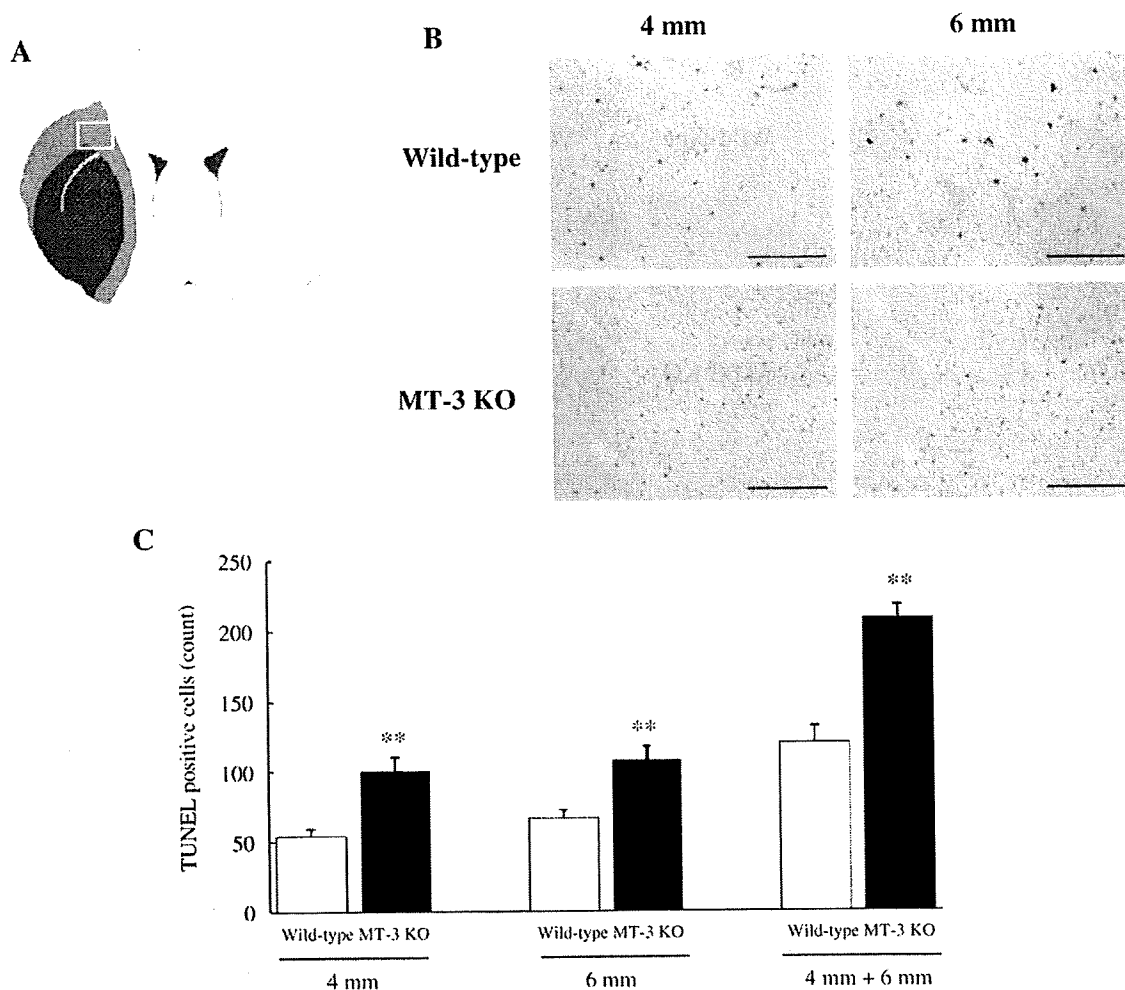 A
B
4 mm
6 mm
Wild-type
MT-3 KO
C
TUNEL positive cells (count)
250
200
150
100
50
0
**
**
**
Wild-type MT-3 KO
Wild-type MT-3 KO
Wild-type MT-3 KO
4 mm
6 mm
4 mm + 6 mm